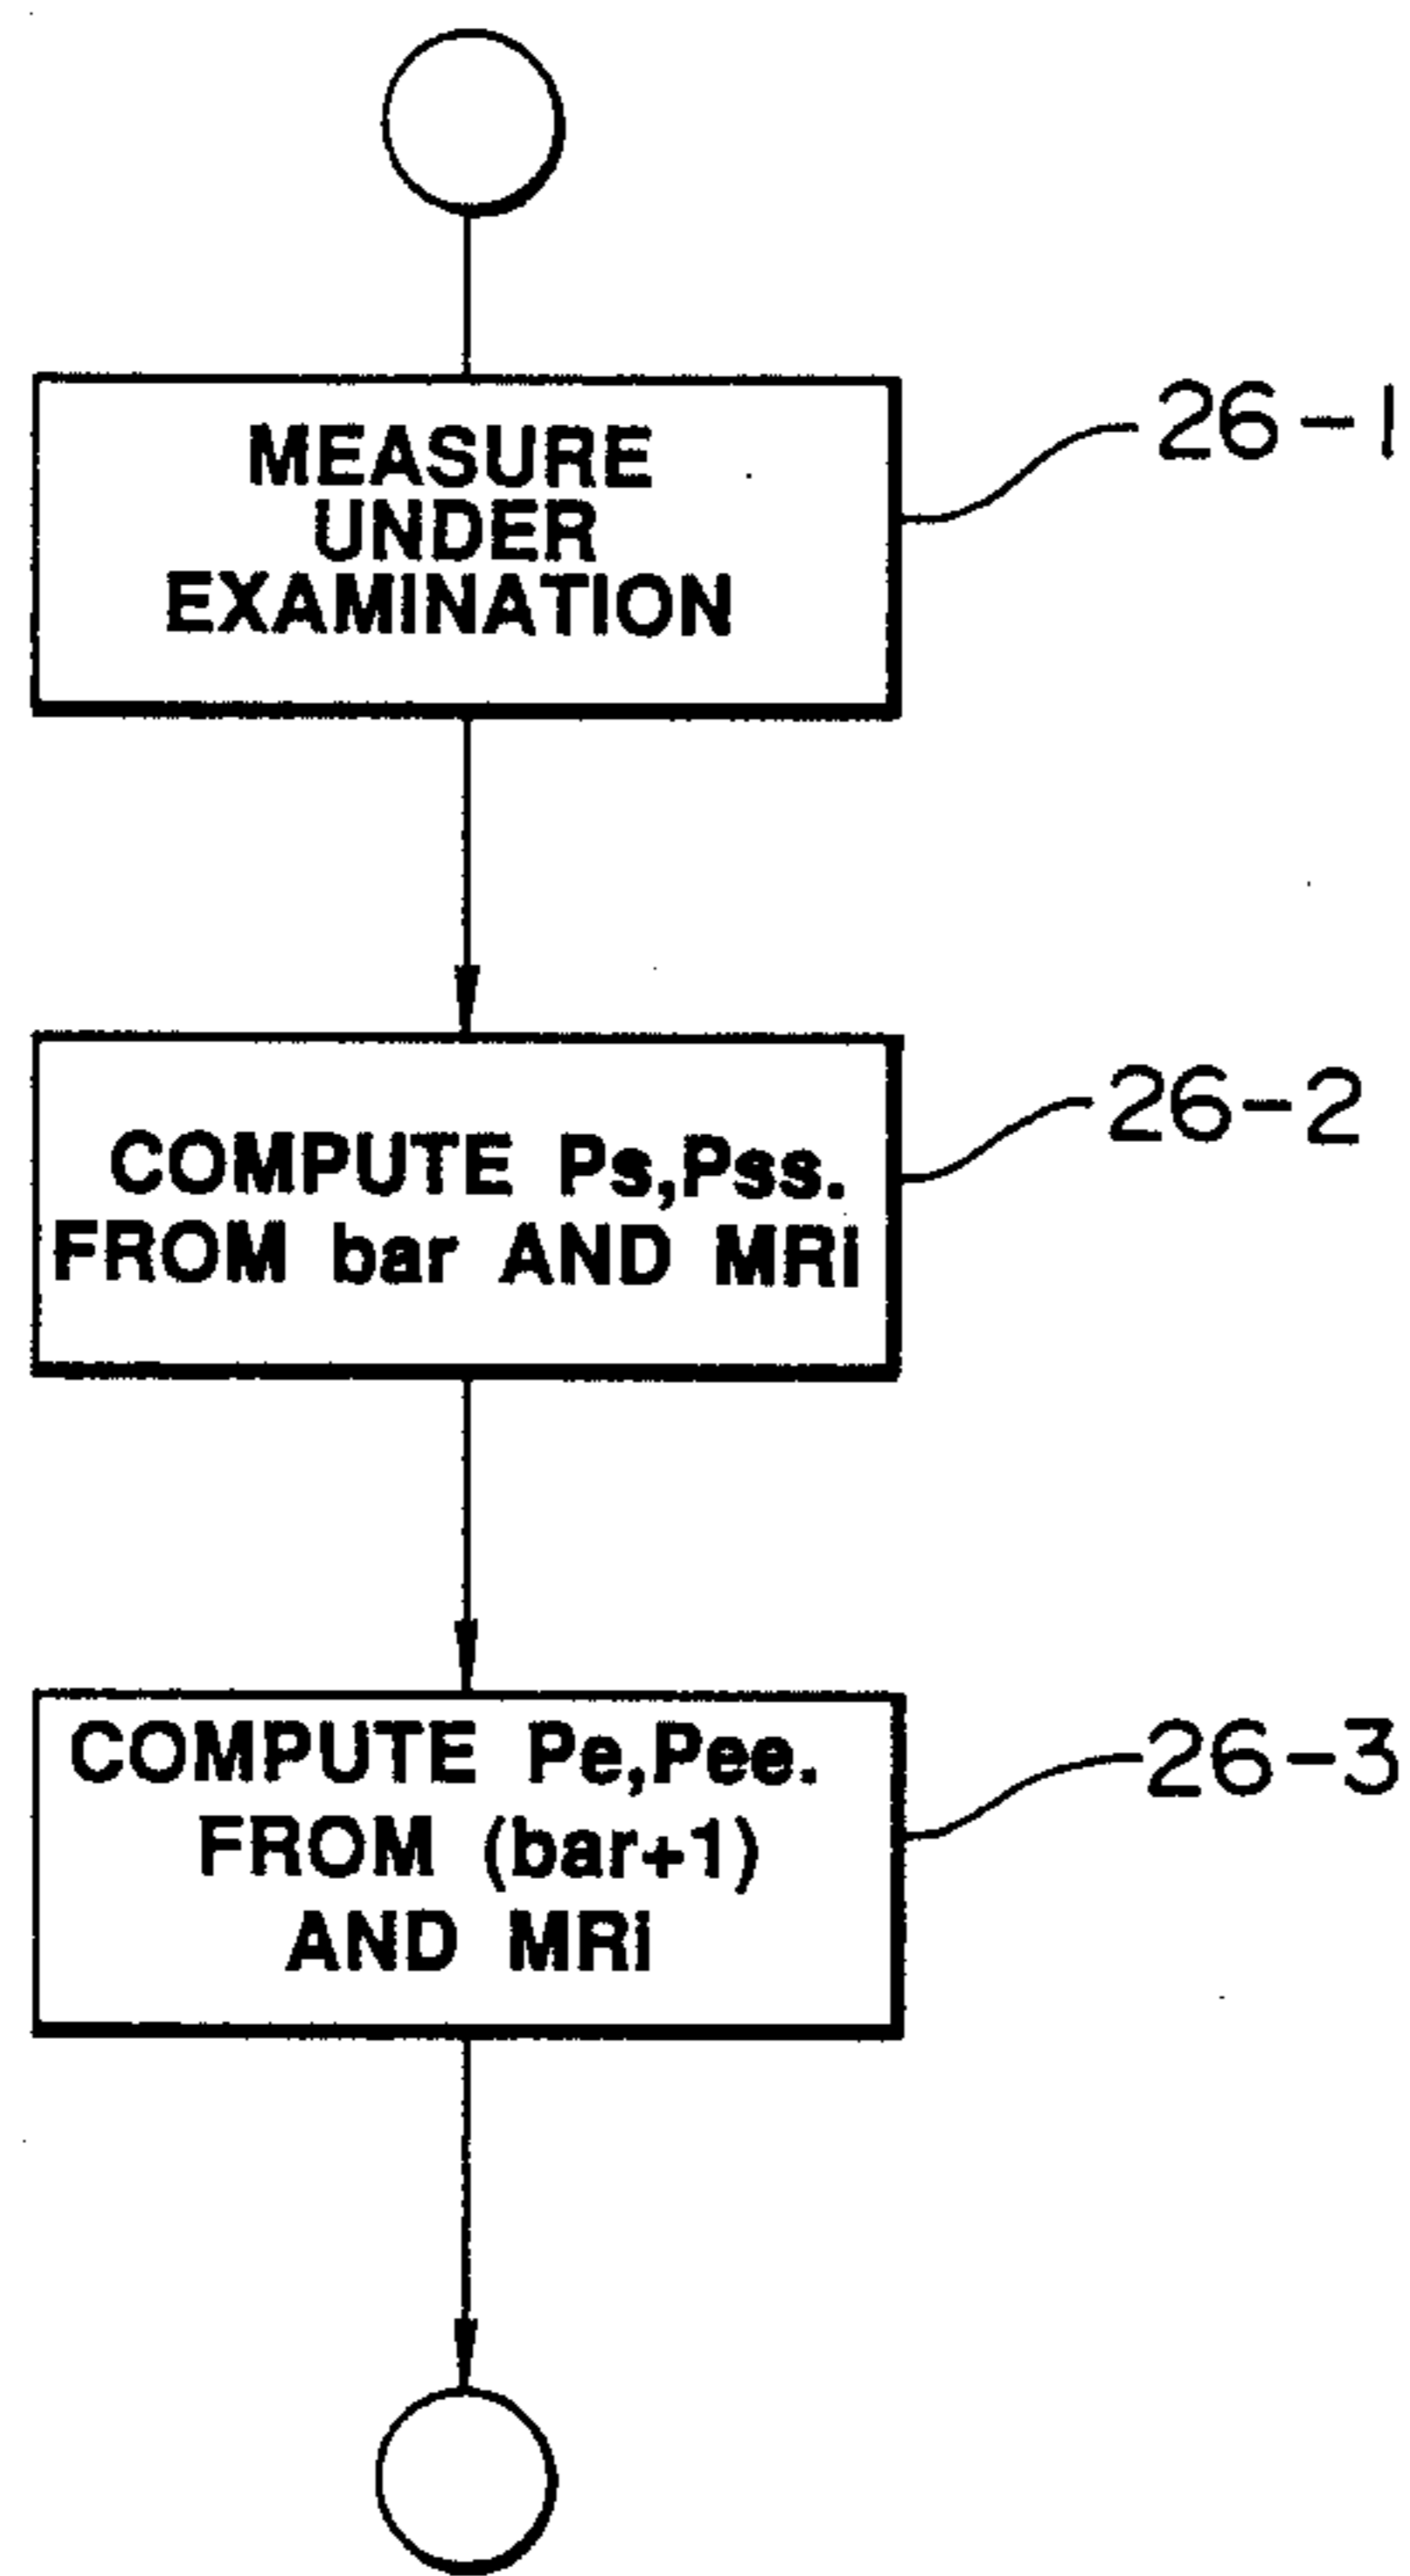 MEASURE
UNDER
EXAMINATION
26-1
COMPUTE Ps,Pss.
FROM bar AND MRi
26-2
COMPUTE Pe,Pee.
FROM (bar+1)
AND MRi
26-3